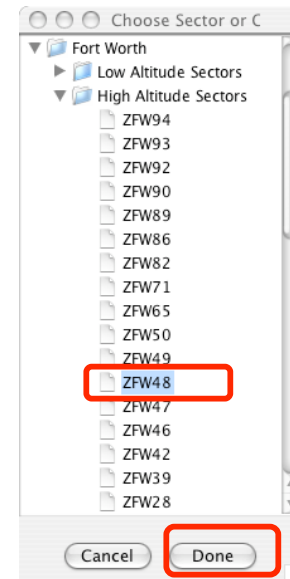 Choose Sector or C
Fort Worth
Low Altitude Sectors
High Altitude Sectors
ZFW94
ZFW93
ZFW92
ZFW90
ZFW89
ZFW86
ZFW82
ZFW71
ZFW65
ZFW50
ZFW49
ZFW48
ZFW47
ZFW46
ZFW42
ZFW39
ZFW28
Cancel Done